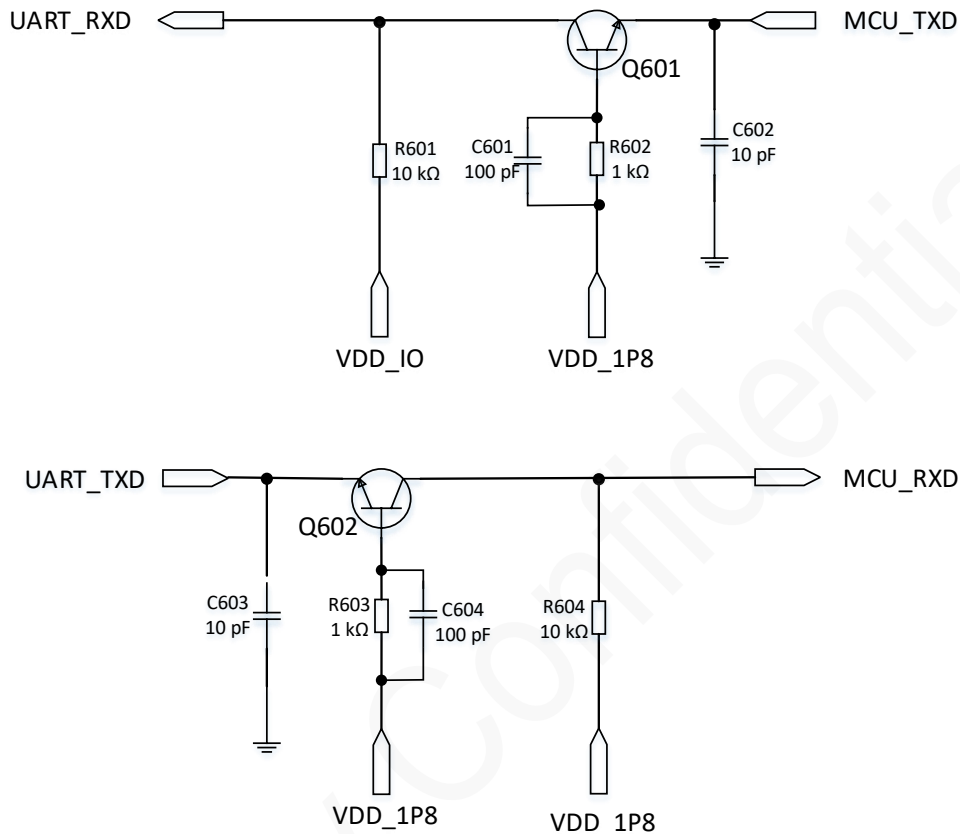 UART_RXD
MCU_TXD
Q601
C601
100 pF
R602
1 kΩ
C602
10 pF
R601
10 kΩ
VDD_IO
VDD_1P8
UART_TXD
MCU_RXD
Q602
C603
10 pF
R603
1 kΩ
C604
100 pF
R604
10 kΩ
VDD_1P8
VDD_1P8
Confidentia